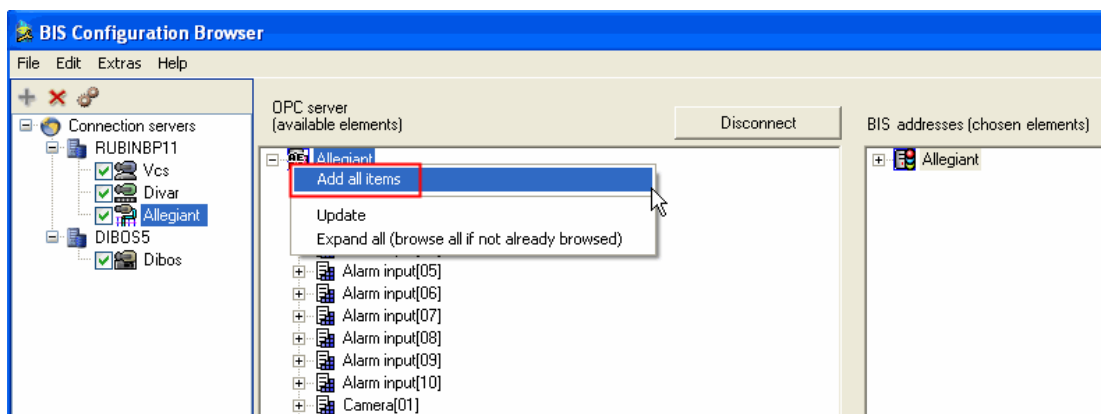 BIS Configuration Browser
File Edit Extras Help
Connection servers
RUBINBP11
Vcs
Divar
Allegiant
DIBOS5
Dibos
OPC server
(available elements)
Disconnect
Allegiant
Add all items
Update
Expand all (browse all if not already browsed)
Alarm input[05]
Alarm input[06]
Alarm input[07]
Alarm input[08]
Alarm input[09]
Alarm input[10]
Camera[01]
BIS addresses (chosen elements)
Allegiant